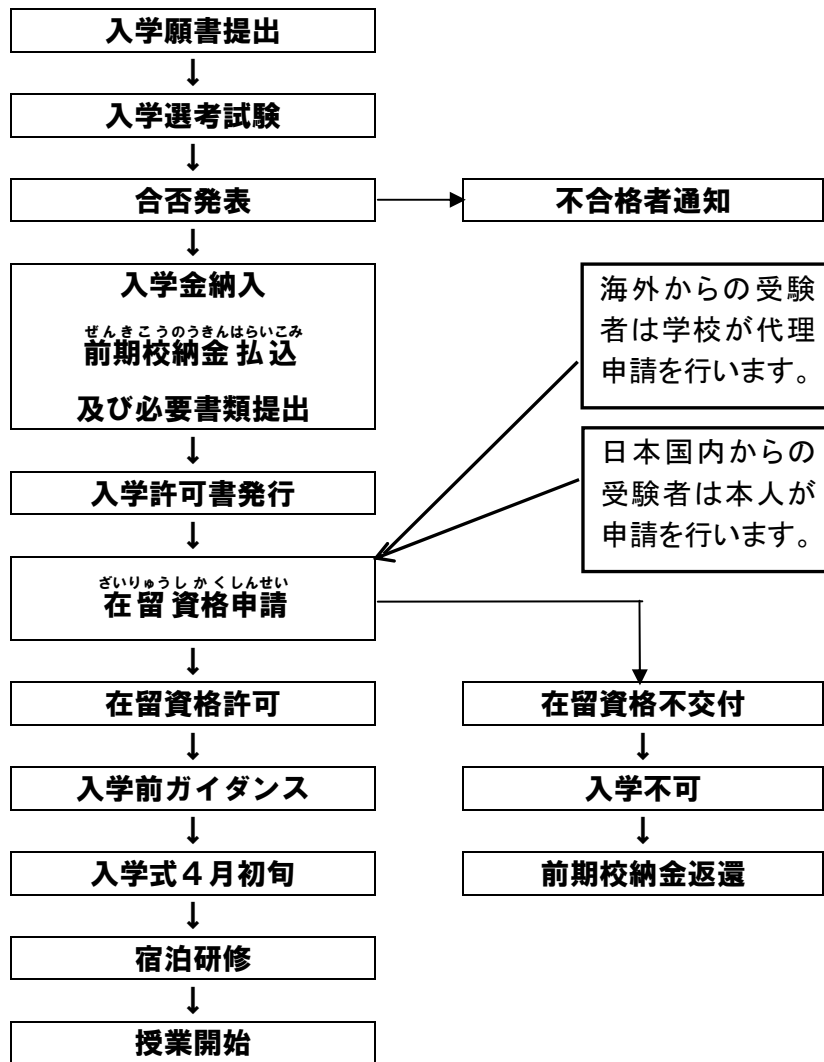 入学願書提出
↓
入学選考試験
↓
合否発表
不合格者通知
↓
入学金納入
ぜんきこうのうきんはらいこみ
前期校納金払込
及び必要書類提出
海外からの受験
者は学校が代理
申請を行います。
日本国内からの
受験者は本人が
申請を行います。
↓
入学許可書発行
↓
ざいりゅうしかくしんせい
在留資格申請
↓
在留資格許可
↓
入学前ガイダンス
↓
入学式４月初旬
↓
宿泊研修
↓
授業開始
在留資格不交付
↓
入学不可
↓
前期校納金返還